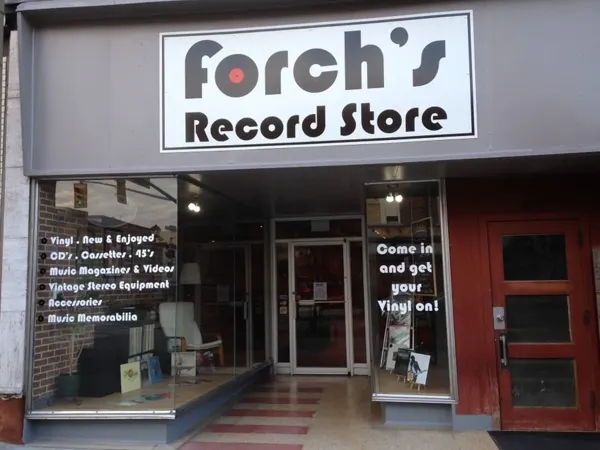 forch's
Record Store
Vinyl . New & Enjoyed
CD's . Cassettes . 45's
Music Magazines & Videos
Vintage Stereo Equipment
Accessories
Music Memorabilia
Come in
and get
your
Vinyl on!